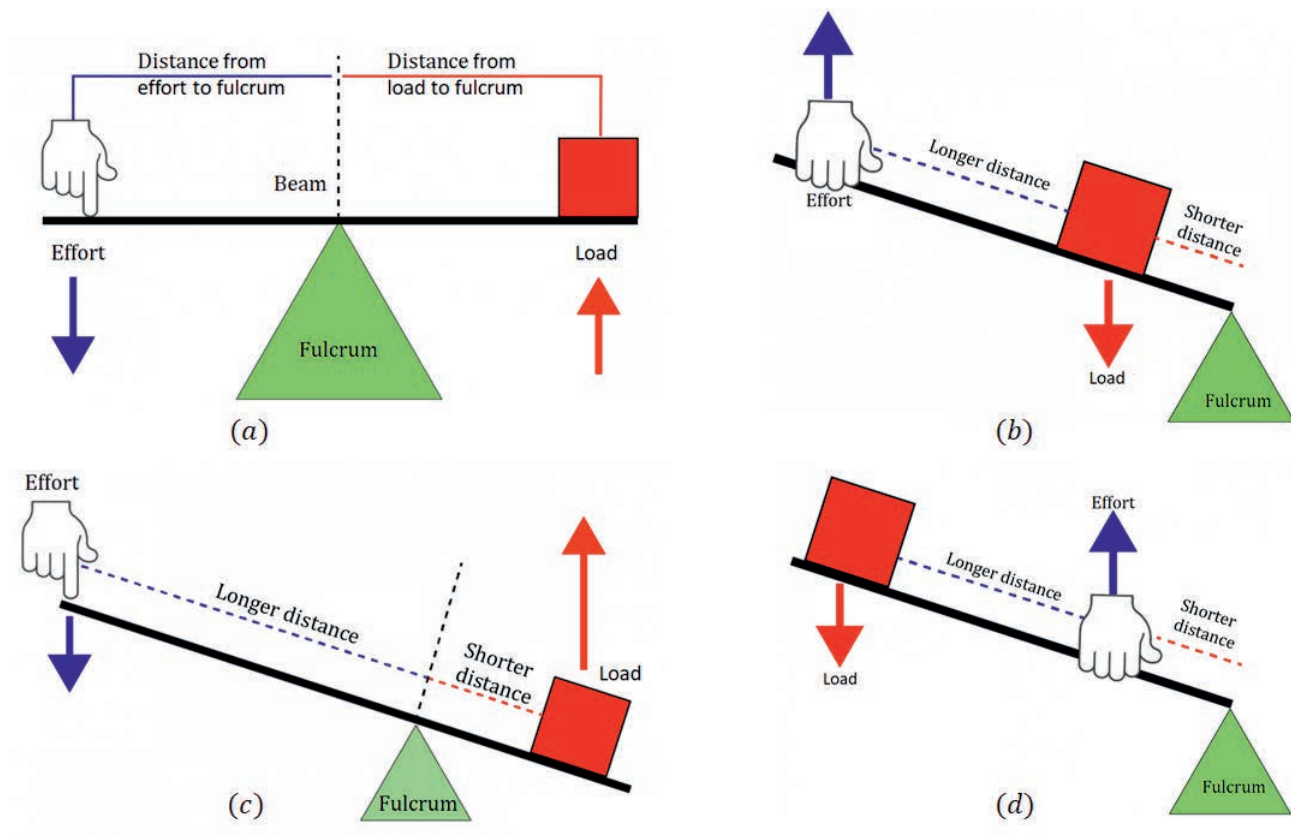 Distance from
effort to fulcrum
Distance from
load to fulcrum
Beam
Effort
Load
Fulcrum
(a)
Longer distance
Effort
Shorter
distance
Load
Fulcrum
(b)
Effort
Longer distance
Shorter
distance
Load
Fulcrum
(c)
Effort
Longer distance
Shorter
distance
Load
Fulcrum
(d)